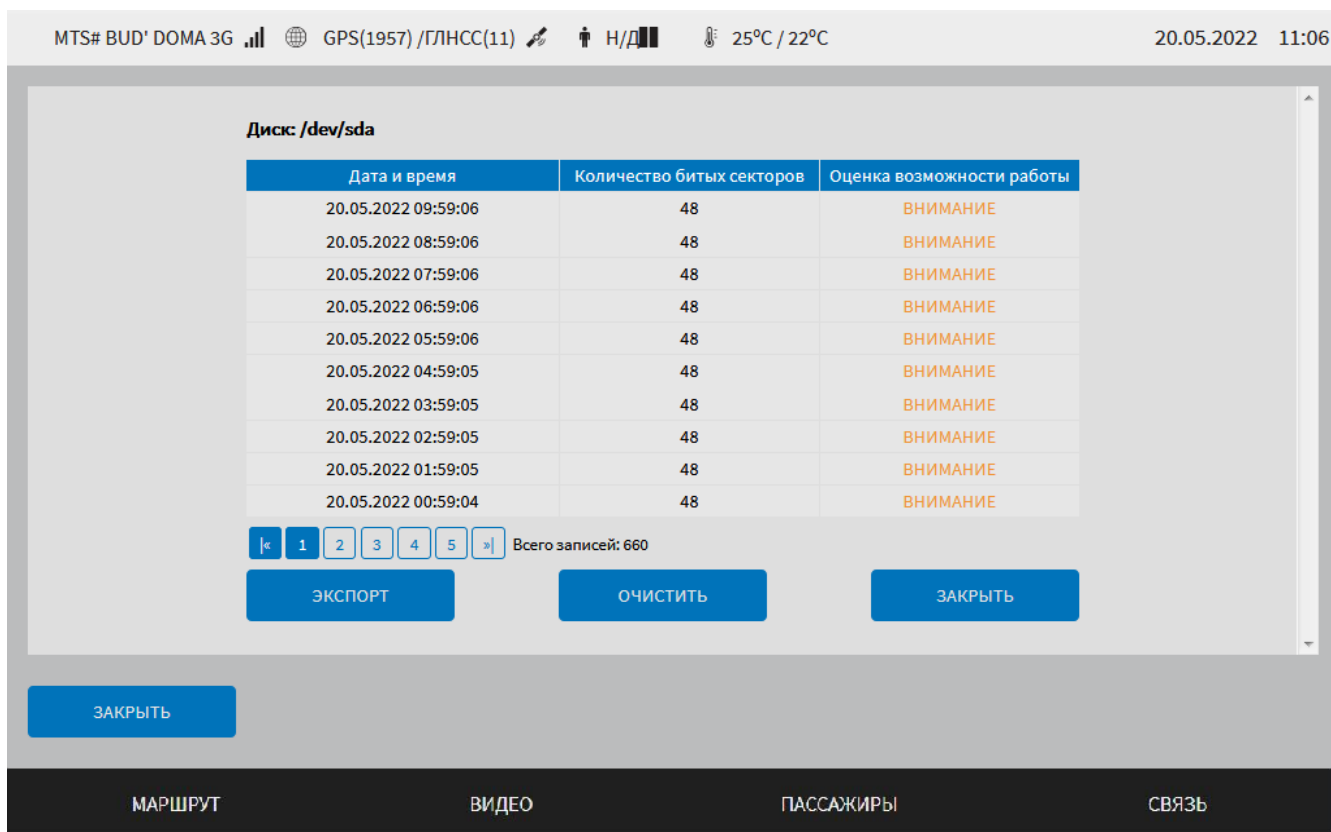 MTS# BUD' DOMA 3G GPS(1957) /ГЛНСС(11) Н/Д 25°C / 22°C 20.05.2022 11:06
Диск: /dev/sda
Дата и время Количество битых секторов Оценка возможности работы
20.05.2022 09:59:06 48 ВНИМАНИЕ
20.05.2022 08:59:06 48 ВНИМАНИЕ
20.05.2022 07:59:06 48 ВНИМАНИЕ
20.05.2022 06:59:06 48 ВНИМАНИЕ
20.05.2022 05:59:06 48 ВНИМАНИЕ
20.05.2022 04:59:05 48 ВНИМАНИЕ
20.05.2022 03:59:05 48 ВНИМАНИЕ
20.05.2022 02:59:05 48 ВНИМАНИЕ
20.05.2022 01:59:05 48 ВНИМАНИЕ
20.05.2022 00:59:04 48 ВНИМАНИЕ
|« 1 2 3 4 5 »| Всего записей: 660
ЭКСПОРТ ОЧИСТИТЬ ЗАКРЫТЬ
ЗАКРЫТЬ
МАРШРУТ ВИДЕО ПАССАЖИРЫ СВЯЗЬ